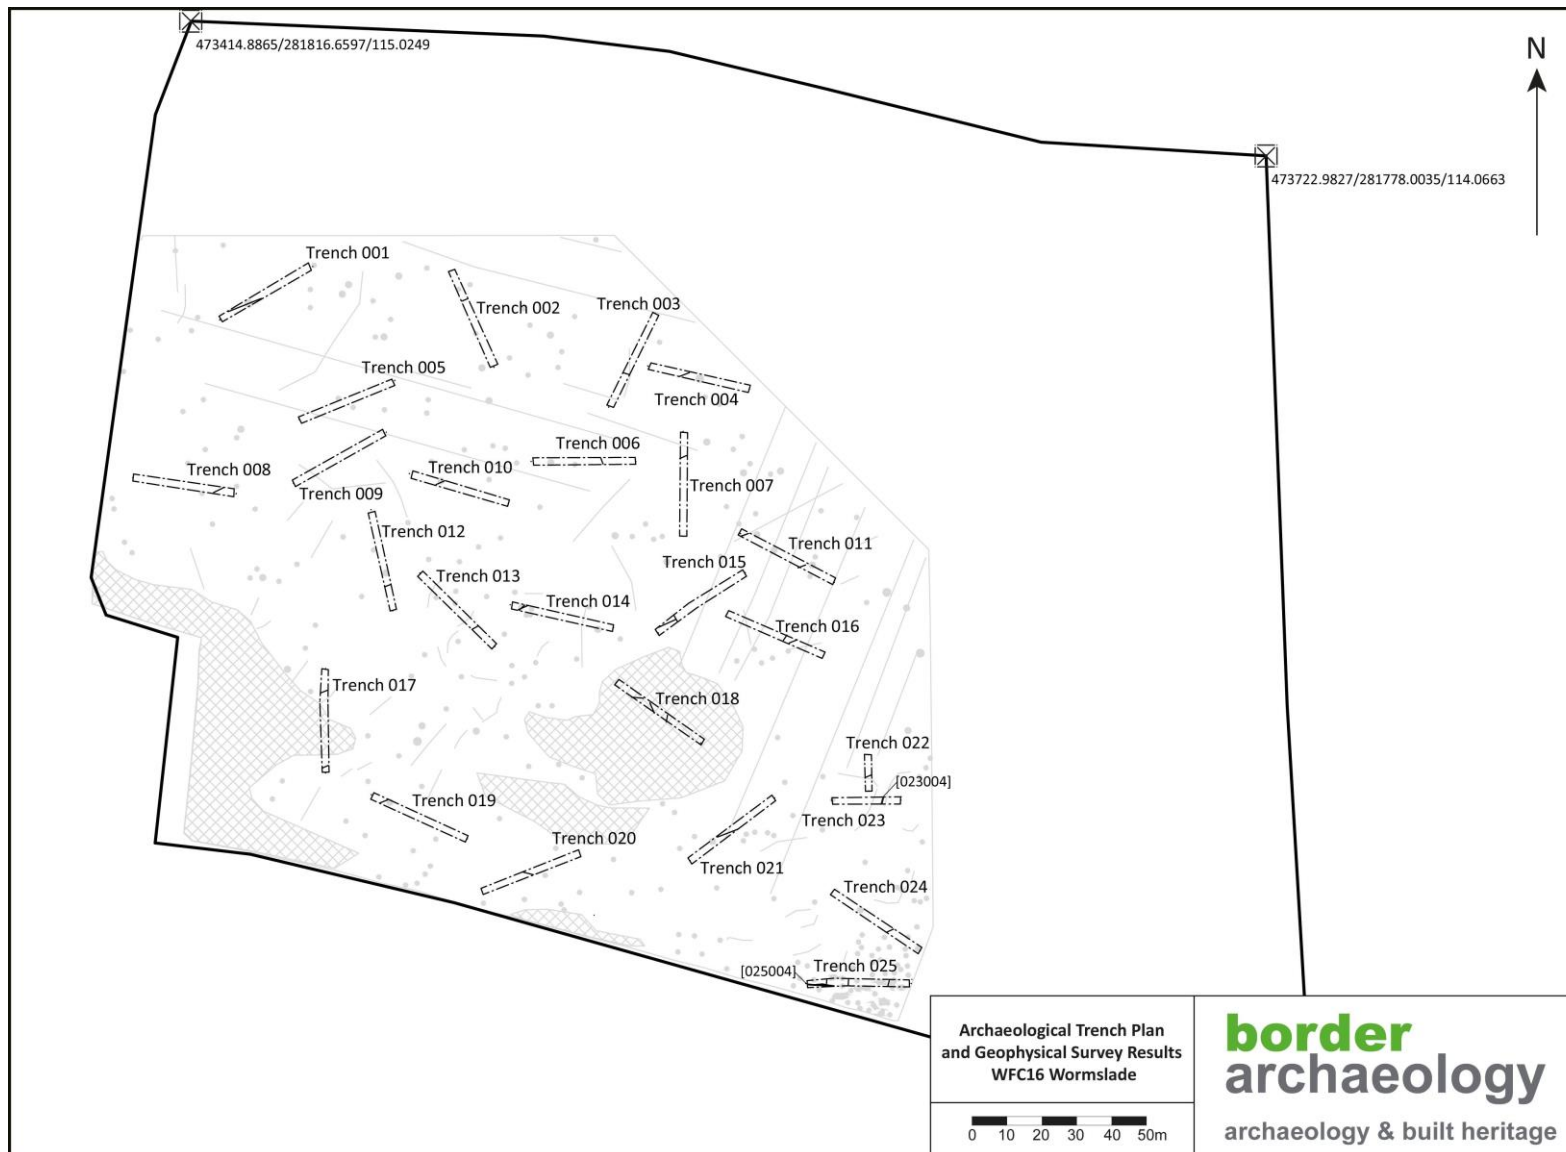 473414.8865/281816.6597/115.0249
N
473722.9827/281778.0035/114.0663
Trench 001
Trench 002
Trench 003
Trench 005
Trench 004
Trench 006
Trench 008
Trench 010
Trench 007
Trench 009
Trench 012
Trench 011
Trench 015
Trench 013
Trench 014
Trench 016
Trench 017
Trench 018
Trench 022
[023004]
Trench 019
Trench 023
Trench 020
Trench 021
Trench 024
Trench 025
[025004]
Archaeological Trench Plan
and Geophysical Survey Results
WFC16 Wormslade
0 10 20 30 40 50m
border
archaeology
archaeology & built heritage